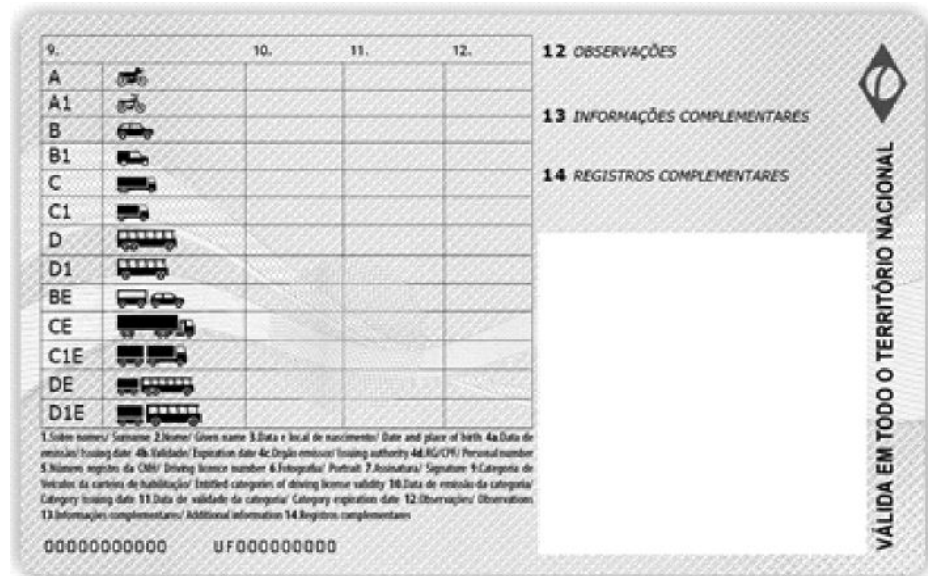 9. 10. 11. 12.
A
A1
B
B1
C
C1
D
D1
BE
CE
C1E
DE
D1E
1.Sobre nomes/ Surname 2.Nome/ Given name 3.Data e local de nascimento/ Date and place of birth 4a.Data de
emissão/ Issuing date 4b.Validade/ Expiration date 4c.Orgão emissor/ Issuing authority 4d.RG/CPF/ Personal number
5.Número registro da CNH/ Driving licence number 6.Fotografia/ Portrait 7.Assinatura/ Signature 9.Categoria de
Veículos da carteira de habilitação/ Entitled categories of driving license validity 10.Data de emissão da categoria/
Category issuing date 11.Data de validade da categoria/ Category expiration date 12.Observações/ Observations
13.Informações complementares/ Additional information 14.Registros complementares
00000000000 UF000000000
12 OBSERVAÇÕES
13 INFORMAÇÕES COMPLEMENTARES
14 REGISTROS COMPLEMENTARES
VÁLIDA EM TODO O TERRITÓRIO NACIONAL